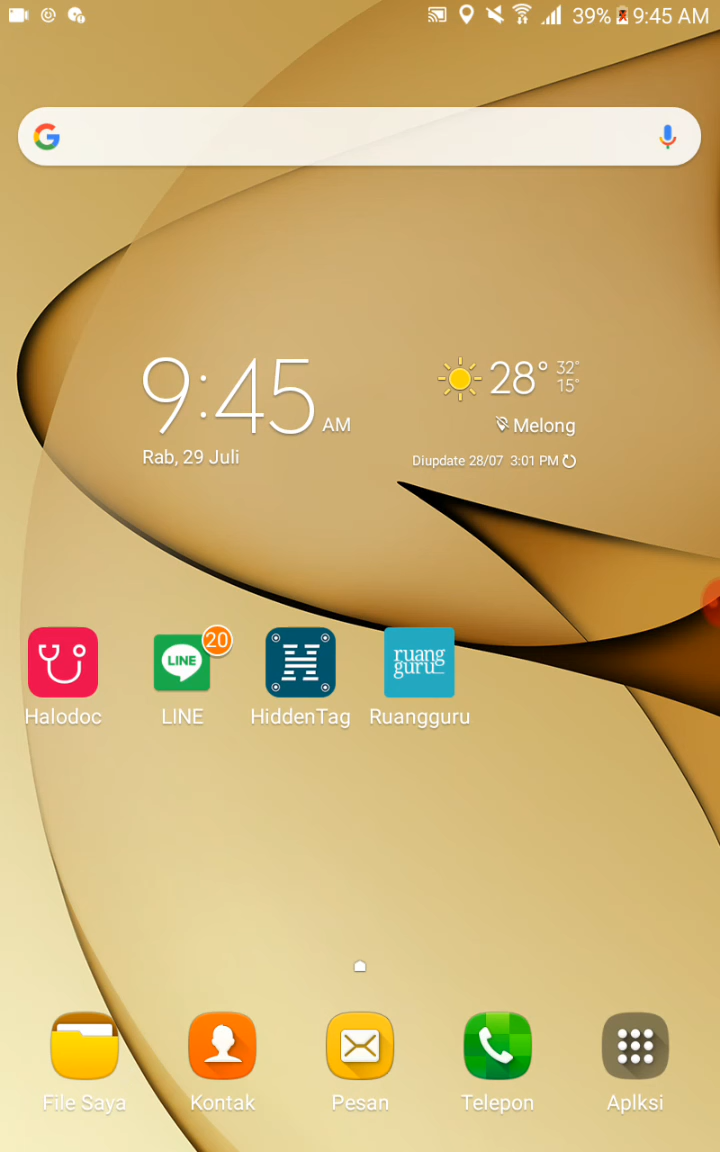 39% 9:45 AM
9:45 AM
28° 32°
15°
Melong
Rab, 29 Juli
Diupdate 28/07 3:01 PM
20
LINE
ruang
guru
Halodoc
LINE
HiddenTag
Ruangguru
File Saya
Kontak
Pesan
Telepon
Aplksi